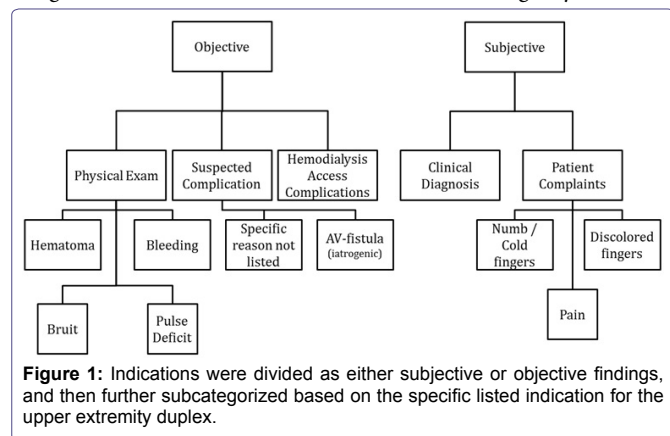 Objective
Subjective
Physical Exam
Suspected
Complication
Hemodialysis
Access
Complications
Clinical
Diagnosis
Patient
Complaints
Hematoma
Bleeding
Specific
reason not
listed
AV-fistula
(iatrogenic)
Numb /
Cold
fingers
Discolored
fingers
Bruit
Pulse
Deficit
Pain
Figure 1: Indications were divided as either subjective or objective findings,
and then further subcategorized based on the specific listed indication for the
upper extremity duplex.